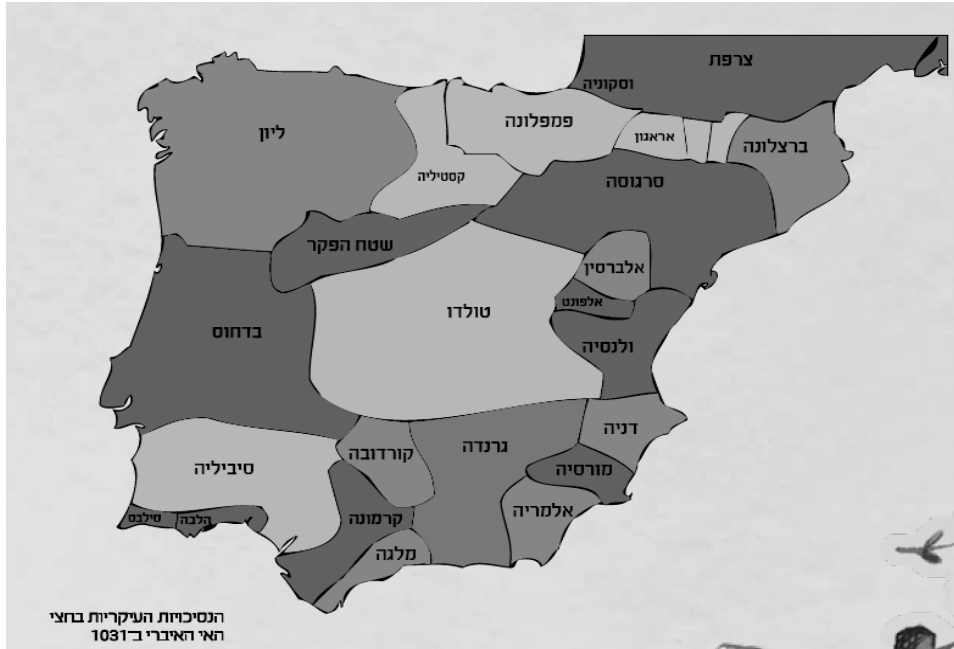 צרפת
וסקוניה
ליון
פמפלונה
אראגון
ברצלונה
קסטיליה
סרגוסה
שטח הפקר
אלברסין
אלפונט
טולדו
בדחוס
ולנסיה
דניה
גרנדה
קורדובה
סיביליה
מורסיה
אלמריה
קרמונה
סילבס
הלבה
מלגה
הנסיכויות העיקריות בחצי
האי האיברי ב־1031